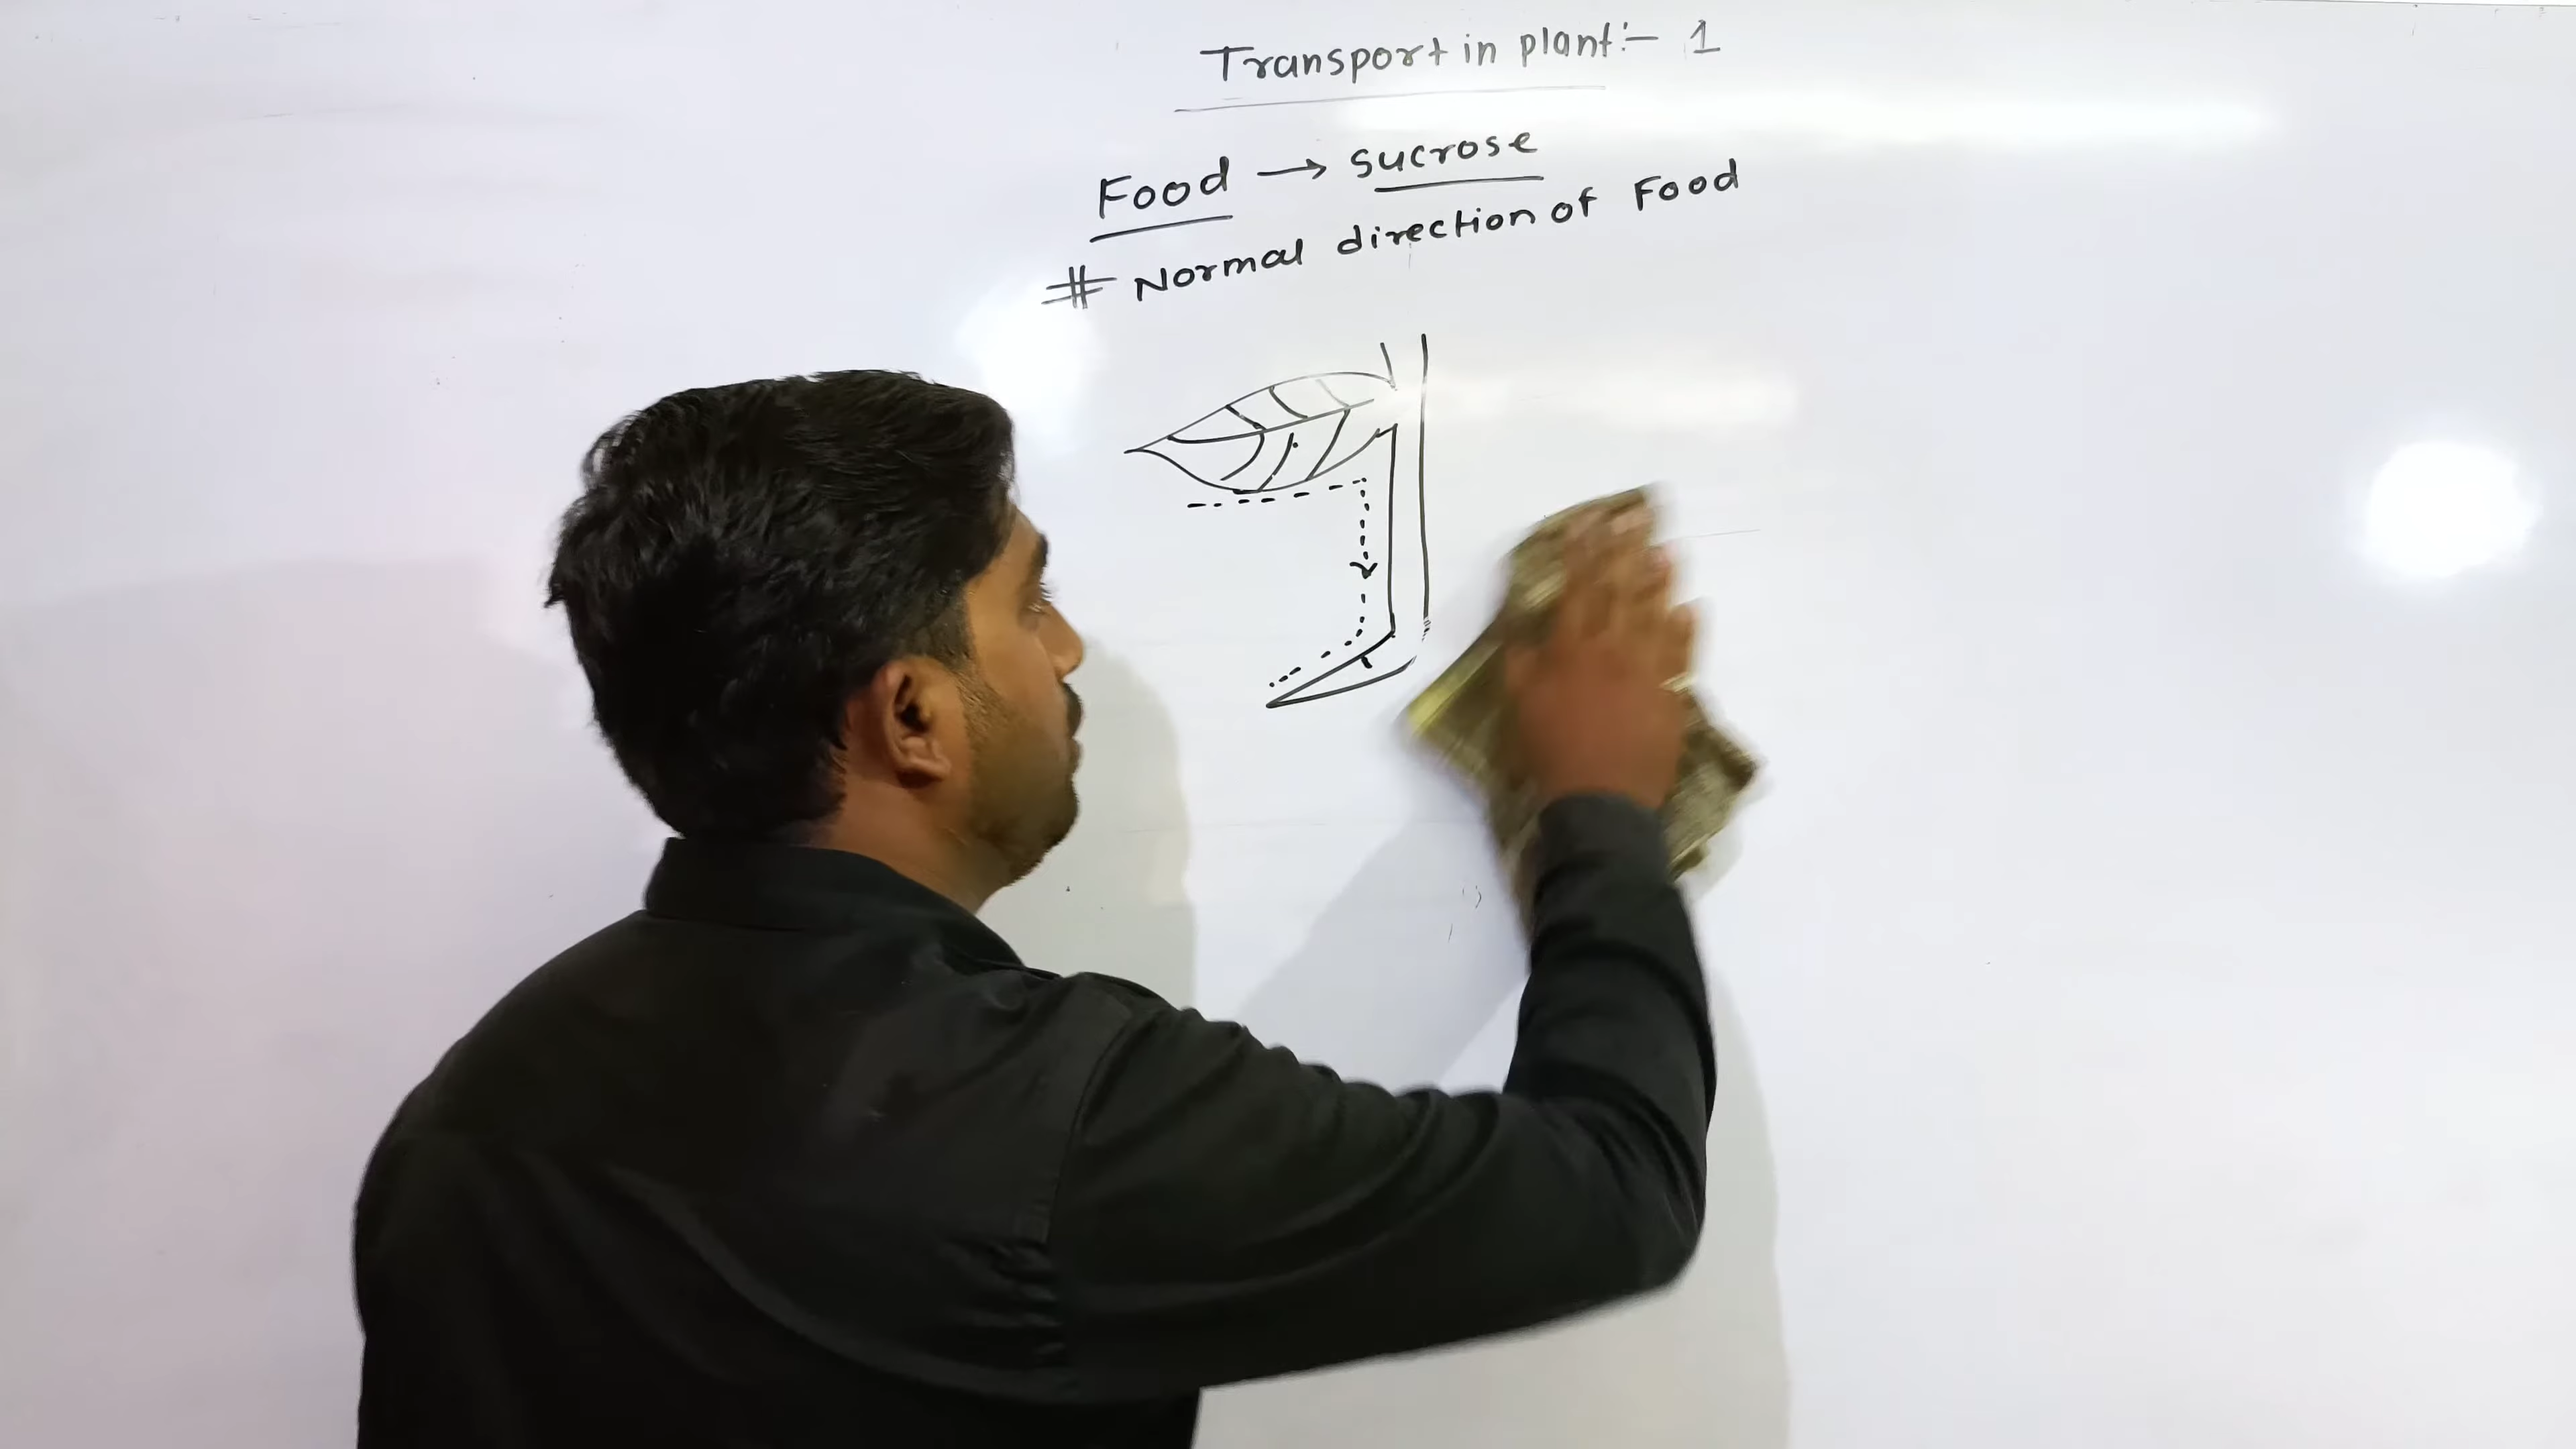 Transport in plant:- 1
Food → sucrose
# Normal direction of Food